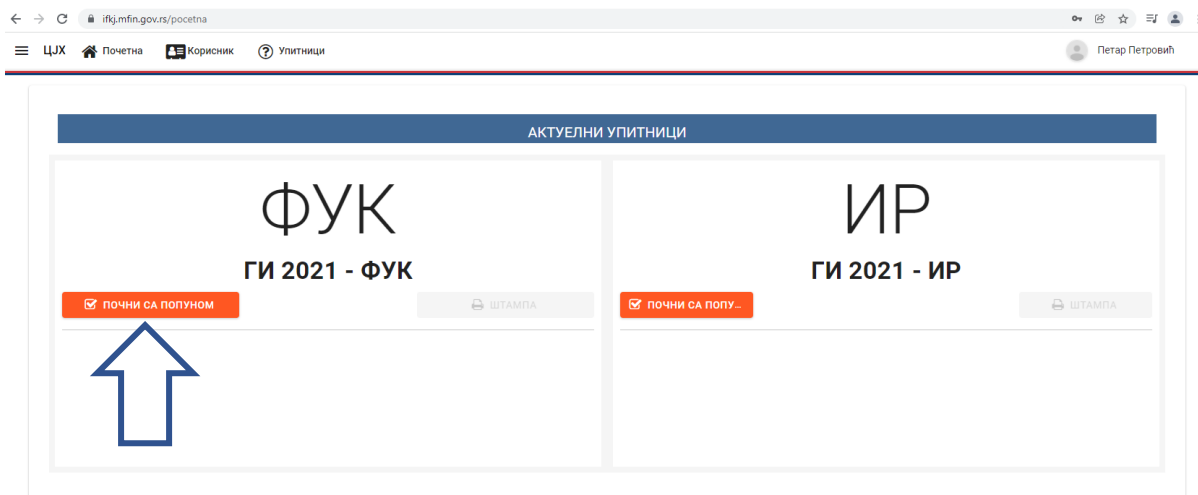 ifkj.mfin.gov.rs/pocetna
ЦЈХ Почетна Корисник Упитници Петар Петровић
АКТУЕЛНИ УПИТНИЦИ
ФУК
ГИ 2021 - ФУК
ПОЧНИ СА ПОПУНОМ ШТАМПА
ИР
ГИ 2021 - ИР
ПОЧНИ СА ПОПУ... ШТАМПА